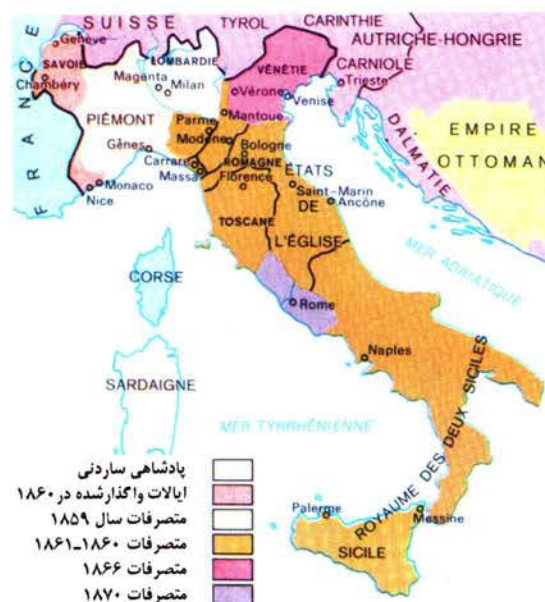 SUISSE
TYROL
CARINTHIE
AUTRICHE-HONGRIE
CARNIOLE
Genève
SAVOIE
LOMBARDIE
VÉNÉTIE
Trieste
Chambéry
Magenta
Milan
Vérone
Venise
Mantoue
FRANCE
PIÉMONT
Parme
Modène
DALMATIE
EMPIRE
OTTOMAN
Gênes
Bologne
Carrare
ROMAGNE
Massa
Florence
ÉTATS
DE
L'ÉGLISE
Monaco
Nice
Saint-Marin
Ancône
TOSCANE
MER ADRIATIQUE
CORSE
Rome
Naples
SARDAIGNE
MER TYRRHÉNIENNE
ROYAUME DES DEUX SICILES
Palerme
Messine
SICILE
پادشاهی ساردنی
ایالات واگذارشده در ۱۸۶۰
متصرفات سال ۱۸۵۹
متصرفات ۱۸۶۰ـ۱۸۶۱
متصرفات ۱۸۶۶
متصرفات ۱۸۷۰